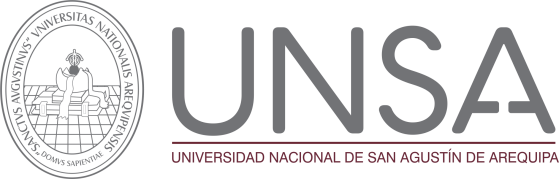 "SANCTVS AVGVSTINVS" VNIVERSITAS NATIONALIS AREQVIPENSIS
"DOMVS SAPIENTIAE"
UNSA
UNIVERSIDAD NACIONAL DE SAN AGUSTÍN DE AREQUIPA